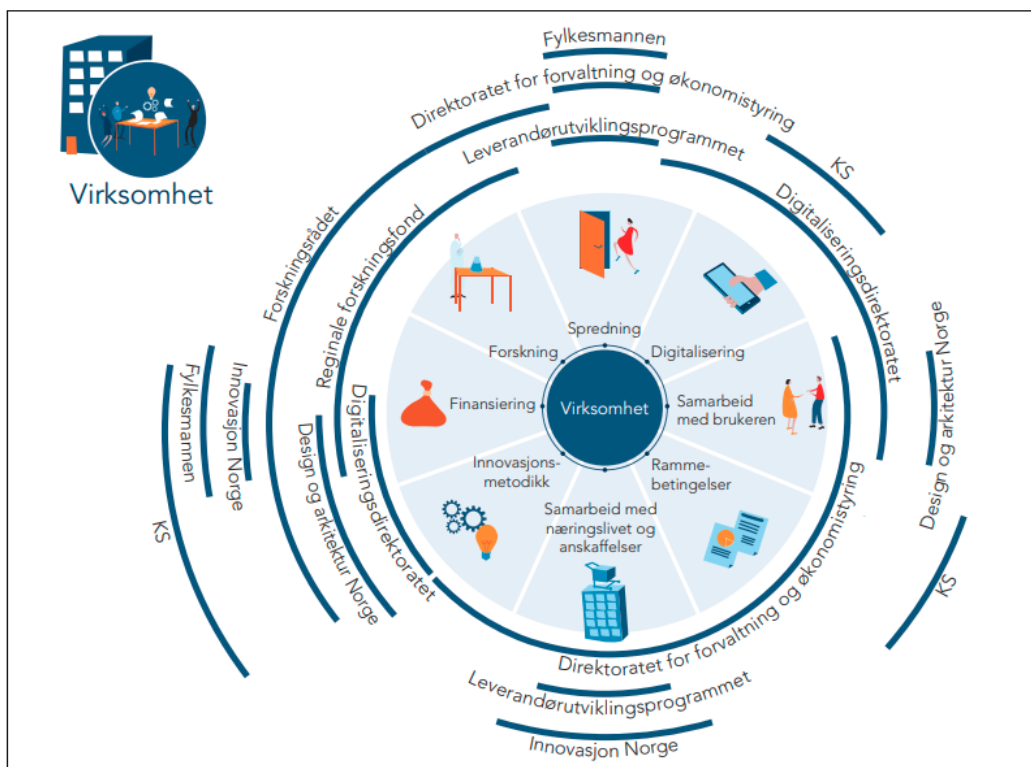 Virksomhet
Fylkesmannen
Direktoratet for forvaltning og økonomistyring
Leverandørutviklingsprogrammet
KS
Digitaliseringsdirektoratet
Forskningsrådet
Reginale forskningsfond
Design og arkitektur Norge
KS
Fylkesmannen
Innovasjon Norge
Design og arkitektur Norge
Digitaliseringsdirektoratet
KS
Spredning
Forskning
Digitalisering
Finansiering
Virksomhet
Samarbeid
med brukeren
Innovasjons-
metodikk
Ramme-
betingelser
Samarbeid med
næringslivet og
anskaffelser
Direktoratet for forvaltning og økonomistyring
Leverandørutviklingsprogrammet
Innovasjon Norge